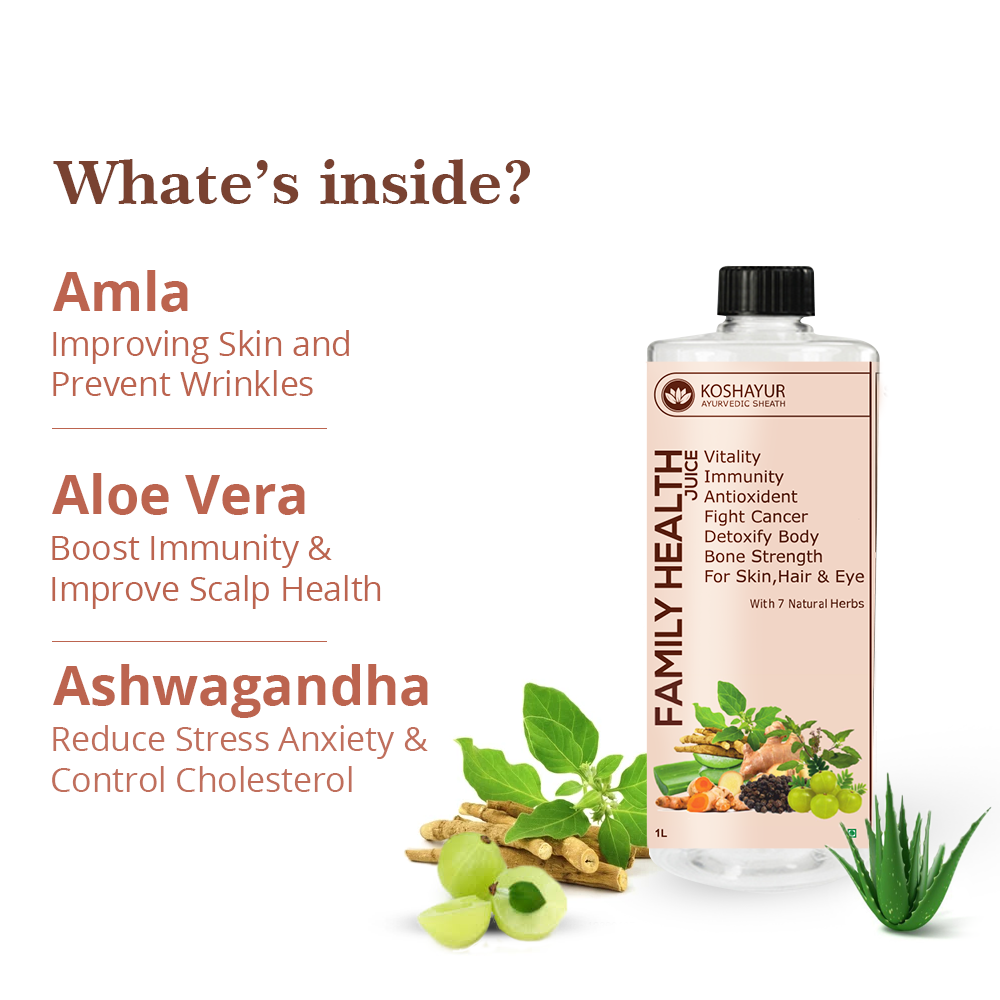 Whate's inside?
Amla
Improving Skin and
Prevent Wrinkles
Aloe Vera
Boost Immunity &
Improve Scalp Health
Ashwagandha
Reduce Stress Anxiety &
Control Cholesterol
KOSHAYUR
AYURVEDIC SHEATH
FAMILY HEALTH
JUICE
Vitality
Immunity
Antioxident
Fight Cancer
Detoxify Body
Bone Strength
For Skin,Hair & Eye
With 7 Natural Herbs
1L